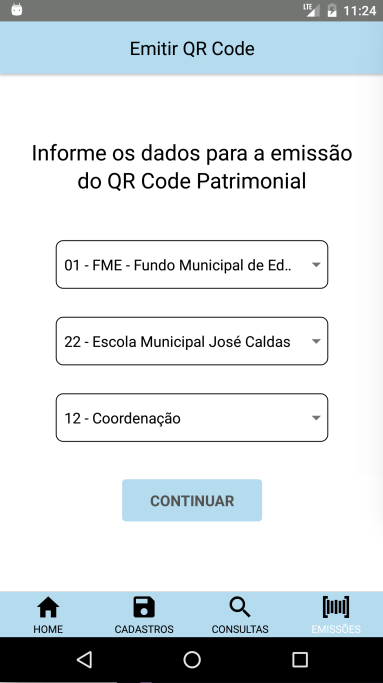 LTE 11:24
Emitir QR Code
Informe os dados para a emissão
do QR Code Patrimonial
01 - FME - Fundo Municipal de Ed..
22 - Escola Municipal José Caldas
12 - Coordenação
CONTINUAR
HOME CADASTROS CONSULTAS EMISSÕES